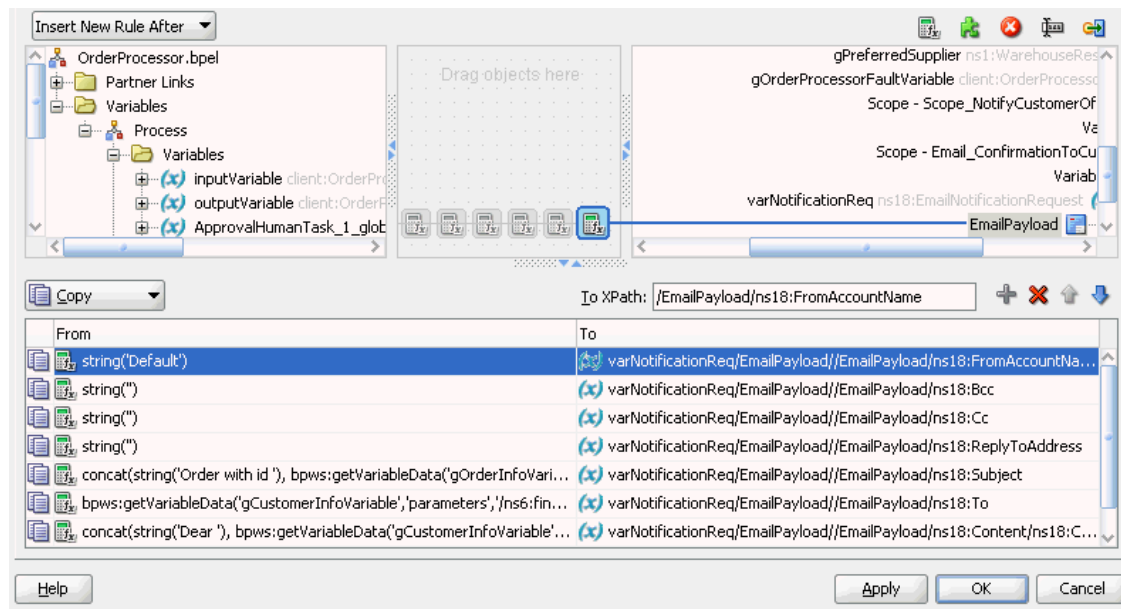 Insert New Rule After
OrderProcessor.bpel
Partner Links
Variables
Process
Variables
inputVariable client:OrderPr
outputVariable client:OrderF
ApprovalHumanTask_1_glob
Drag objects here
gPreferredSupplier ns1:WarehouseRes
gOrderProcessorFaultVariable client:OrderProcesso
Scope - Scope_NotifyCustomerOf
Va
Scope - Email_ConfirmationToCu
Variab
varNotificationReq ns18:EmailNotificationRequest
EmailPayload
Copy
To XPath: /EmailPayload/ns18:FromAccountName
From To
string('Default') varNotificationReq/EmailPayload//EmailPayload/ns18:FromAccountNa...
string('') varNotificationReq/EmailPayload//EmailPayload/ns18:Bcc
string('') varNotificationReq/EmailPayload//EmailPayload/ns18:Cc
string('') varNotificationReq/EmailPayload//EmailPayload/ns18:ReplyToAddress
concat(string('Order with id '), bpws:getVariableData('gOrderInfoVari... varNotificationReq/EmailPayload//EmailPayload/ns18:Subject
bpws:getVariableData('gCustomerInfoVariable','parameters','/ns6:fin... varNotificationReq/EmailPayload//EmailPayload/ns18:To
concat(string('Dear '), bpws:getVariableData('gCustomerInfoVariable'... varNotificationReq/EmailPayload//EmailPayload/ns18:Content/ns18:C...
Help Apply OK Cancel